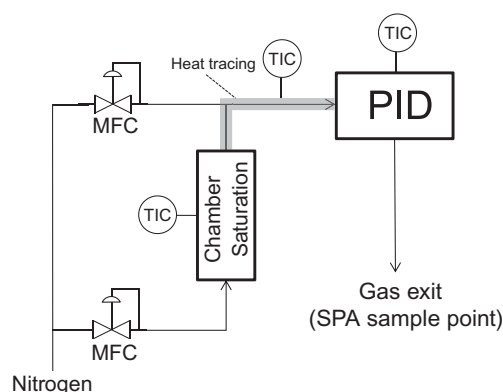 TIC
TIC
Heat tracing
MFC
PID
TIC
Chamber
Saturation
Gas exit
(SPA sample point)
MFC
Nitrogen